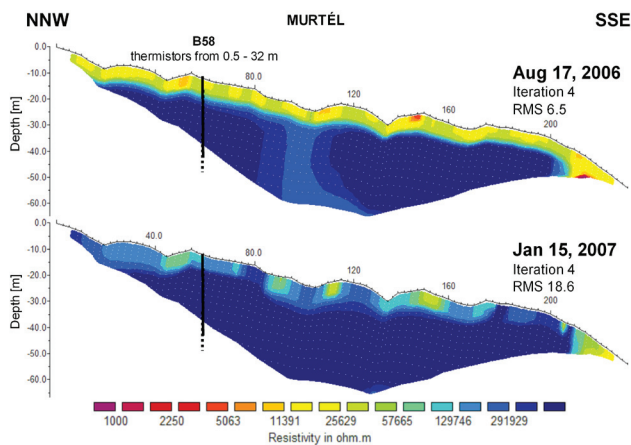 NNW MURTÉL SSE
B58
thermistors from 0.5 - 32 m
Aug 17, 2006
Iteration 4
RMS 6.5
Depth [m]
0.0
-10.0
-20.0
-30.0
-40.0
-50.0
-60.0
80.0
120
160
200
Jan 15, 2007
Iteration 4
RMS 18.6
Depth [m]
0.0
-10.0
-20.0
-30.0
-40.0
-50.0
-60.0
40.0
80.0
120
160
200
1000 2250 5063 11391 25629 57665 129746 291929
Resistivity in ohm.m